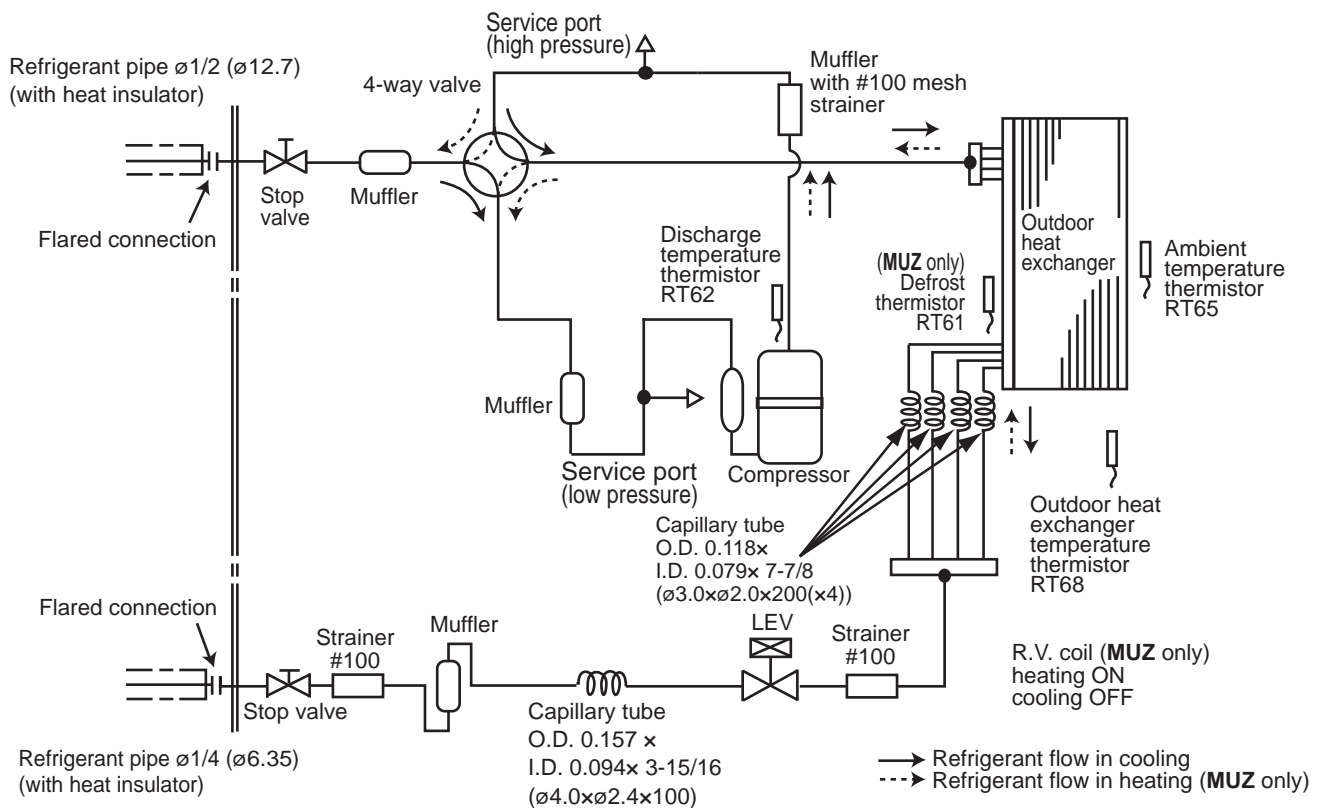 Service port
(high pressure)
Refrigerant pipe ø1/2 (ø12.7)
(with heat insulator)
4-way valve
Muffler
with #100 mesh
strainer
Stop
valve
Muffler
Flared connection
Discharge
temperature
thermistor
RT62
(MUZ only)
Defrost
thermistor
RT61
Outdoor
heat
exchanger
Ambient
temperature
thermistor
RT65
Muffler
Service port
(low pressure)
Compressor
Capillary tube
O.D. 0.118×
I.D. 0.079× 7-7/8
(ø3.0×ø2.0×200(×4))
Outdoor heat
exchanger
temperature
thermistor
RT68
Flared connection
Strainer
#100
Muffler
LEV
Strainer
#100
R.V. coil (MUZ only)
heating ON
cooling OFF
Stop valve
Capillary tube
O.D. 0.157 ×
I.D. 0.094× 3-15/16
(ø4.0×ø2.4×100)
Refrigerant pipe ø1/4 (ø6.35)
(with heat insulator)
Refrigerant flow in cooling
Refrigerant flow in heating (MUZ only)